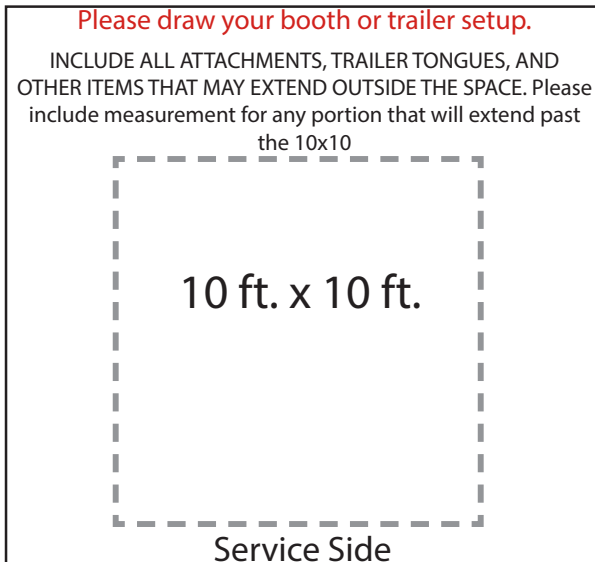 Please draw your booth or trailer setup.
INCLUDE ALL ATTACHMENTS, TRAILER TONGUES, AND
OTHER ITEMS THAT MAY EXTEND OUTSIDE THE SPACE. Please
include measurement for any portion that will extend past
the 10x10
10 ft. x 10 ft.
Service Side